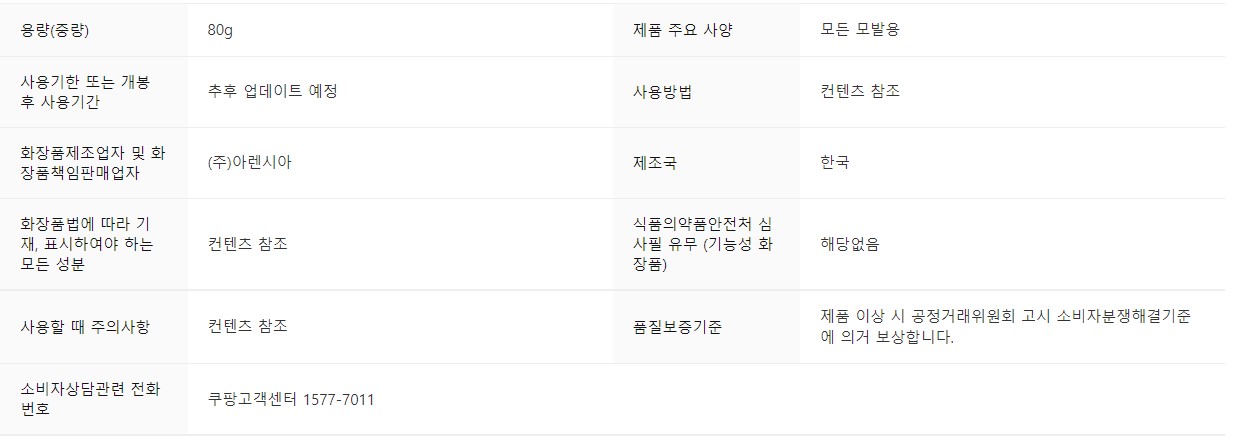 용량(중량)
80g
제품 주요 사양
모든 모발용
사용기한 또는 개봉
후 사용기간
추후 업데이트 예정
사용방법
컨텐츠 참조
화장품제조업자 및 화
장품책임판매업자
(주)아렌시아
제조국
한국
화장품법에 따라 기
재, 표시하여야 하는
모든 성분
컨텐츠 참조
식품의약품안전처 심
사필 유무 (기능성 화
장품)
해당없음
사용할 때 주의사항
컨텐츠 참조
품질보증기준
제품 이상 시 공정거래위원회 고시 소비자분쟁해결기준
에 의거 보상합니다.
소비자상담관련 전화
번호
쿠팡고객센터 1577-7011